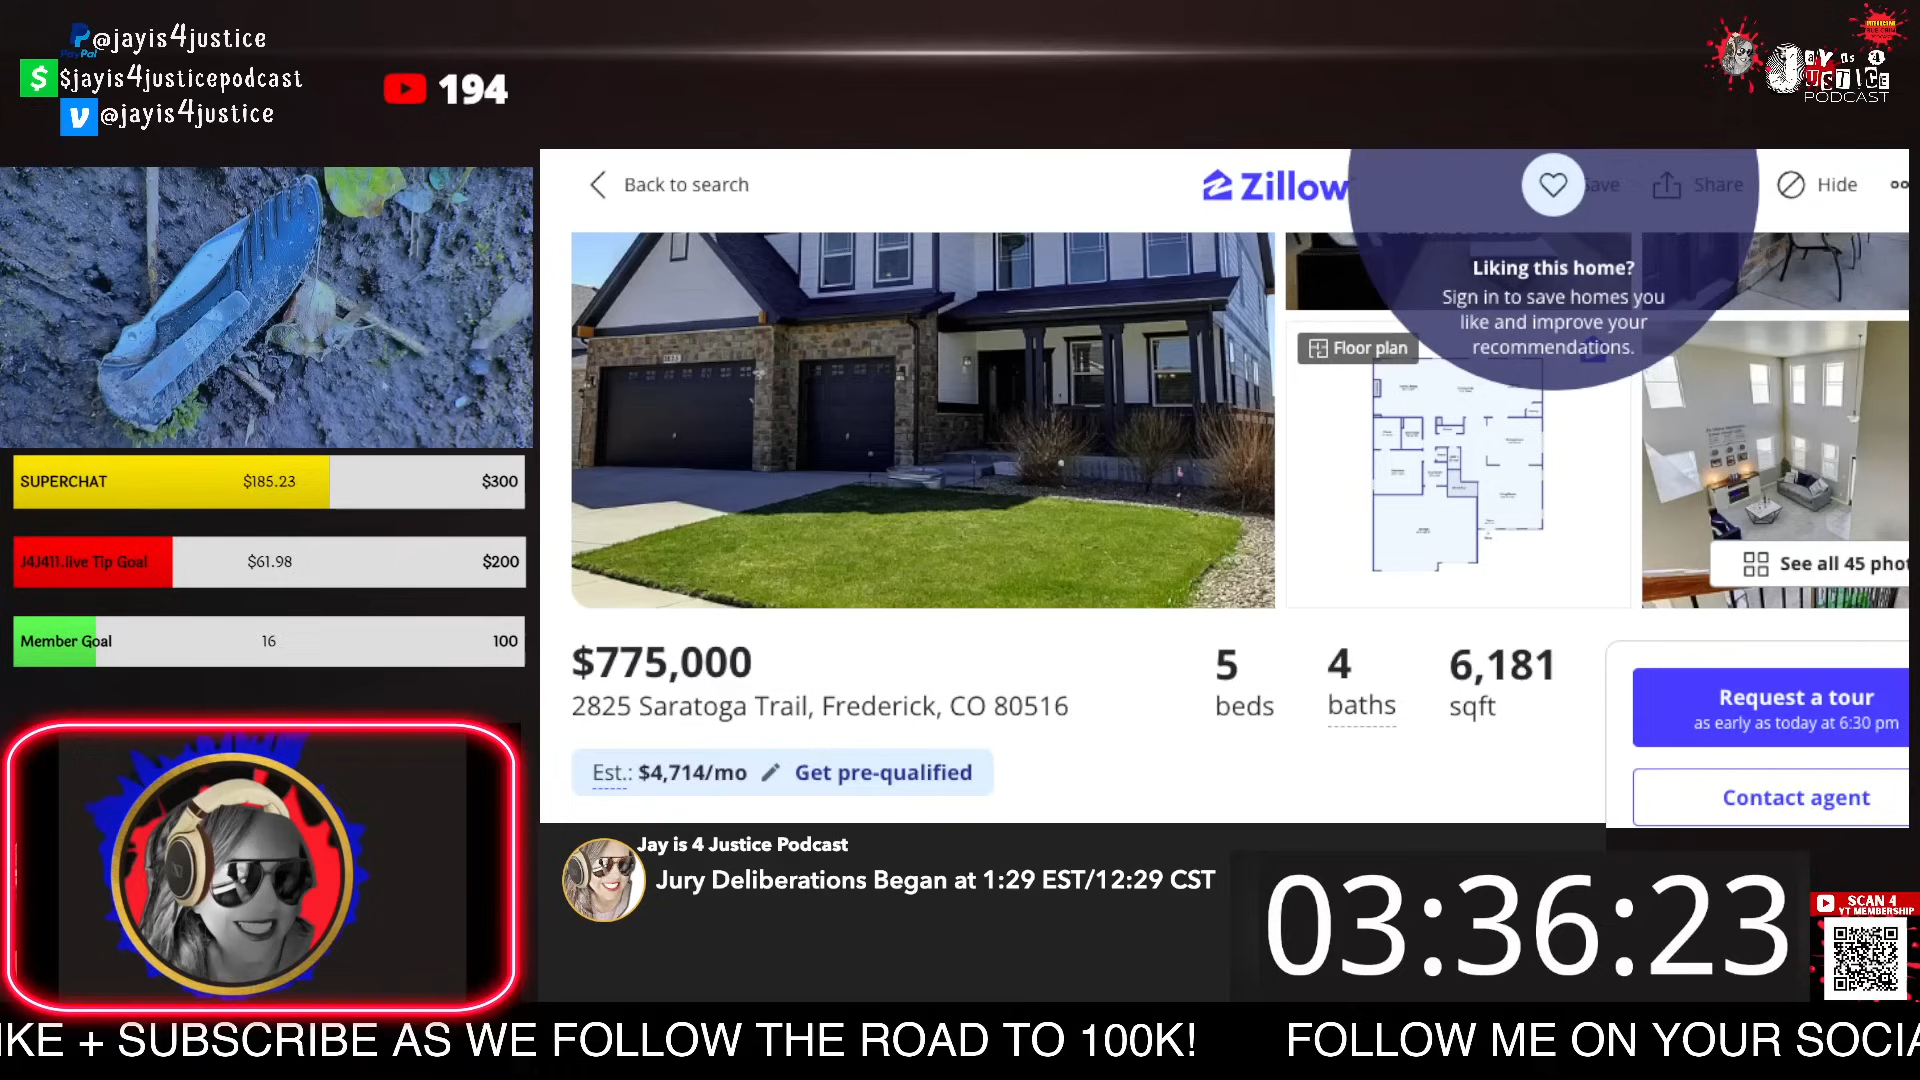 @jayis4justice
PayPal
$jayis4justicepodcast
@jayis4justice
194
JAY IS 4
JUSTICE
PODCAST
Back to search
Zillow
Save
Share
Hide
Liking this home?
Sign in to save homes you
like and improve your
recommendations.
Floor plan
See all 45 phot
SUPERCHAT $185.23 $300
J4J411.live Tip Goal $61.98 $200
Member Goal 16 100
$775,000
2825 Saratoga Trail, Frederick, CO 80516
5 beds
4 baths
6,181 sqft
Est.: $4,714/mo
Get pre-qualified
Request a tour
as early as today at 6:30 pm
Contact agent
Jay is 4 Justice Podcast
Jury Deliberations Began at 1:29 EST/12:29 CST
03:36:23
SCAN 4
YT MEMBERSHIP
IKE + SUBSCRIBE AS WE FOLLOW THE ROAD TO 100K! FOLLOW ME ON YOUR SOCIA